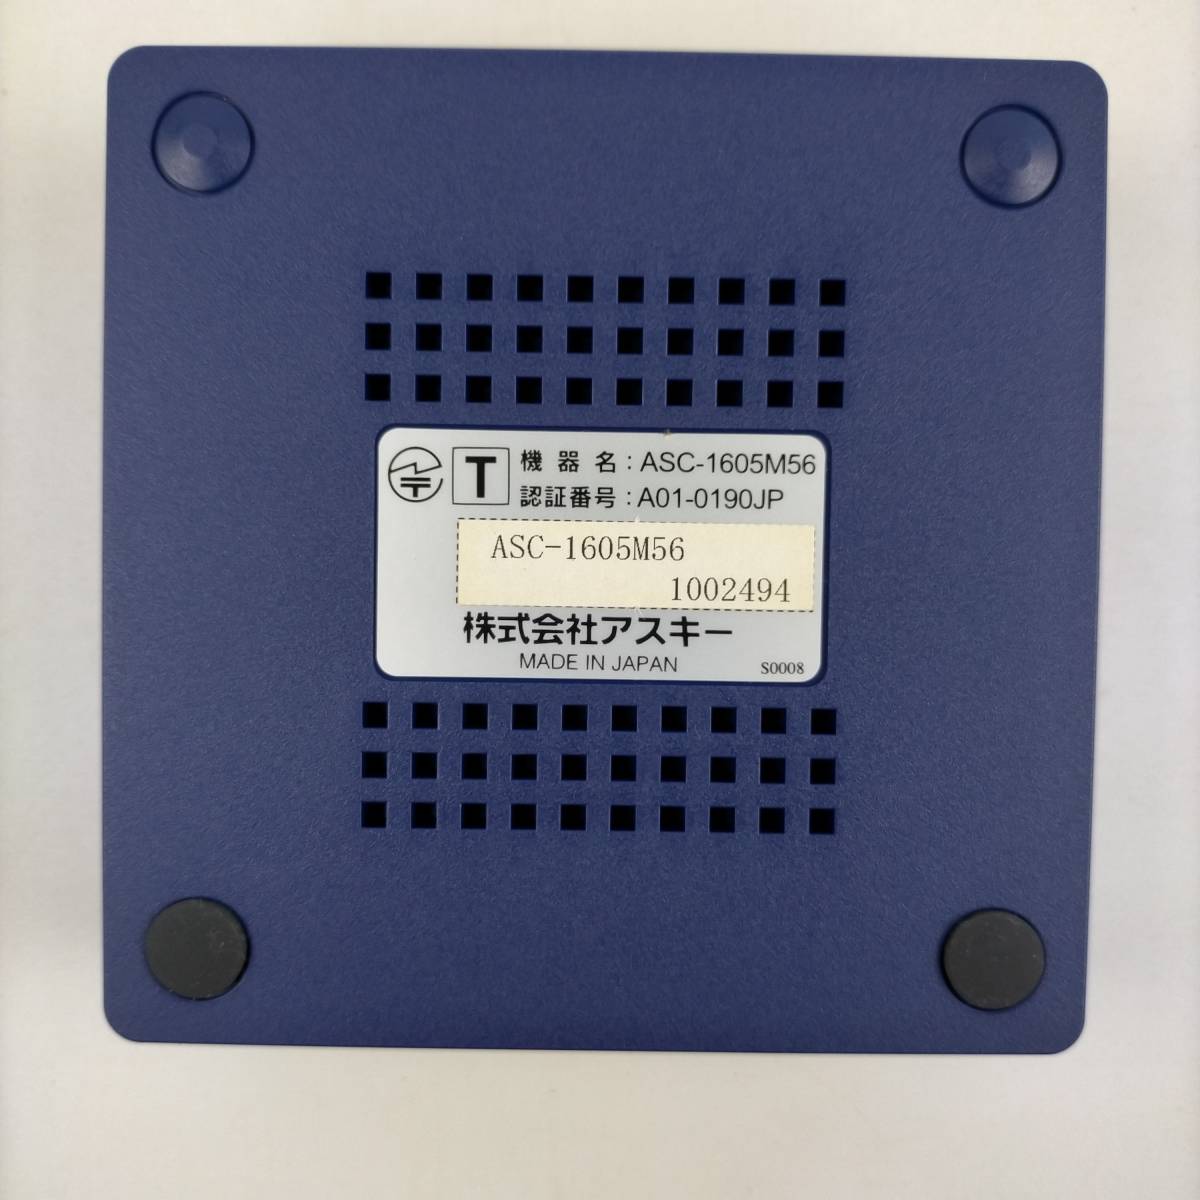 T 機器名：ASC-1605M56
認証番号：A01-0190JP
ASC-1605M56
1002494
株式会社アスキー
MADE IN JAPAN S0008